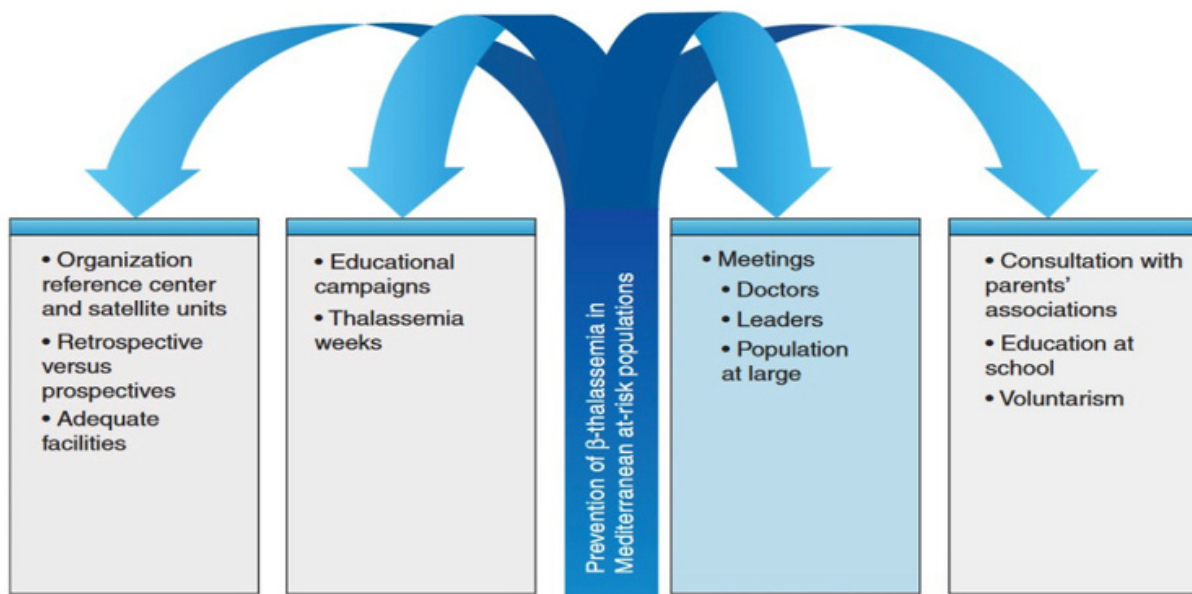 • Organization
reference center
and satellite units
• Retrospective
versus
prospectives
• Adequate
facilities
• Educational
campaigns
• Thalassemia
weeks
Prevention of β-thalassemia in
Mediterranean at-risk populations
• Meetings
• Doctors
• Leaders
• Population
at large
• Consultation with
parents’
associations
• Education at
school
• Voluntarism